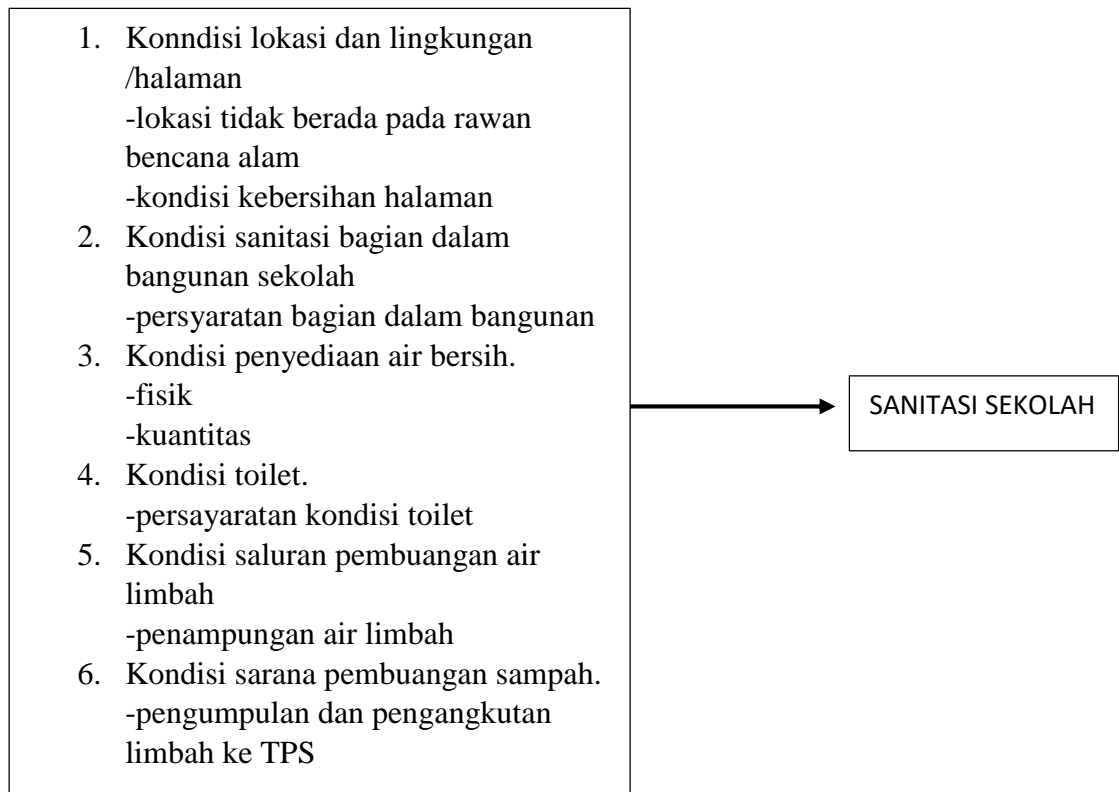 1. Konndisi lokasi dan lingkungan
/halaman
-lokasi tidak berada pada rawan
bencana alam
-kondisi kebersihan halaman
2. Kondisi sanitasi bagian dalam
bangunan sekolah
-persyaratan bagian dalam bangunan
3. Kondisi penyediaan air bersih.
-fisik
-kuantitas
4. Kondisi toilet.
-persayaratan kondisi toilet
5. Kondisi saluran pembuangan air
limbah
-penampungan air limbah
6. Kondisi sarana pembuangan sampah.
-pengumpulan dan pengangkutan
limbah ke TPS
SANITASI SEKOLAH